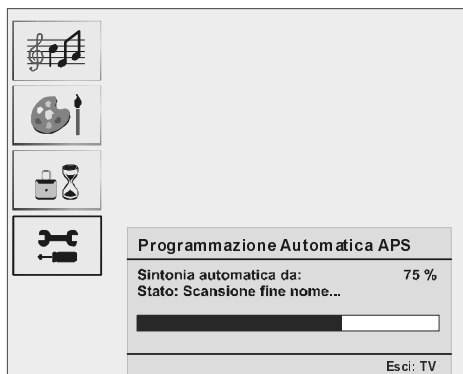 Programmazione Automatica APS
Sintonia automatica da: 75 %
Stato: Scansione fine nome...
Esci: TV